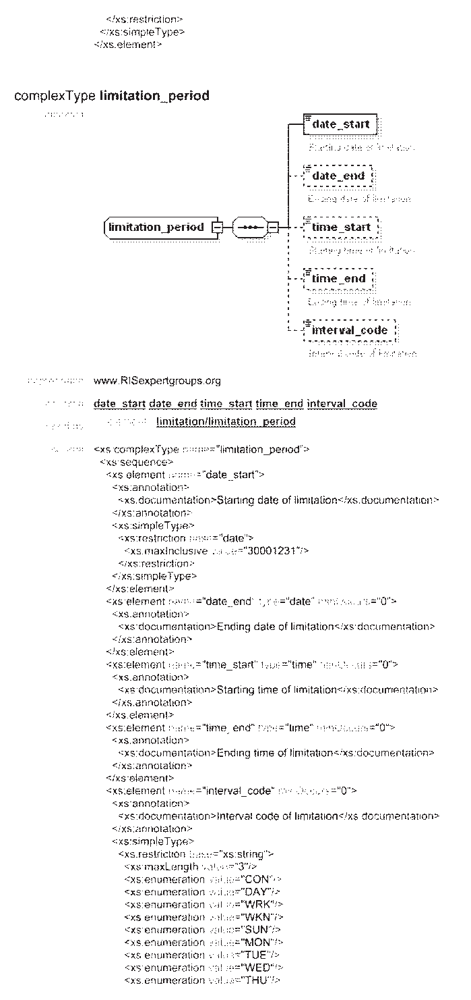 </xs:restriction>
</xs:simpleType>
</xs:element>
complexType limitation_period
date_start
Starting date of limitation
date_end
Ending date of limitation
limitation_period
time_start
Starting time of limitation
time_end
Ending time of limitation
interval_code
Interval code of limitation
namespace www.RISexpertgroups.org
date_start date_end time_start time_end interval_code
element limitation/limitation_period
<xs:complexType name="limitation_period">
<xs:sequence>
<xs:element name="date_start">
<xs:annotation>
<xs:documentation>Starting date of limitation</xs:documentation>
</xs:annotation>
<xs:simpleType>
<xs:restriction base="date">
<xs:maxInclusive value="30001231"/>
</xs:restriction>
</xs:simpleType>
</xs:element>
<xs:element name="date_end" type="date" minOccurs="0">
<xs:annotation>
<xs:documentation>Ending date of limitation</xs:documentation>
</xs:annotation>
</xs:element>
<xs:element name="time_start" type="time" minOccurs="0">
<xs:annotation>
<xs:documentation>Starting time of limitation</xs:documentation>
</xs:annotation>
</xs:element>
<xs:element name="time_end" type="time" minOccurs="0">
<xs:annotation>
<xs:documentation>Ending time of limitation</xs:documentation>
</xs:annotation>
</xs:element>
<xs:element name="interval_code" minOccurs="0">
<xs:annotation>
<xs:documentation>Interval code of limitation</xs:documentation>
</xs:annotation>
<xs:simpleType>
<xs:restriction base="xs:string">
<xs:maxLength value="3"/>
<xs:enumeration value="CON"/>
<xs:enumeration value="DAY"/>
<xs:enumeration value="WRK"/>
<xs:enumeration value="WKN"/>
<xs:enumeration value="SUN"/>
<xs:enumeration value="MON"/>
<xs:enumeration value="TUE"/>
<xs:enumeration value="WED"/>
<xs:enumeration value="THU"/>